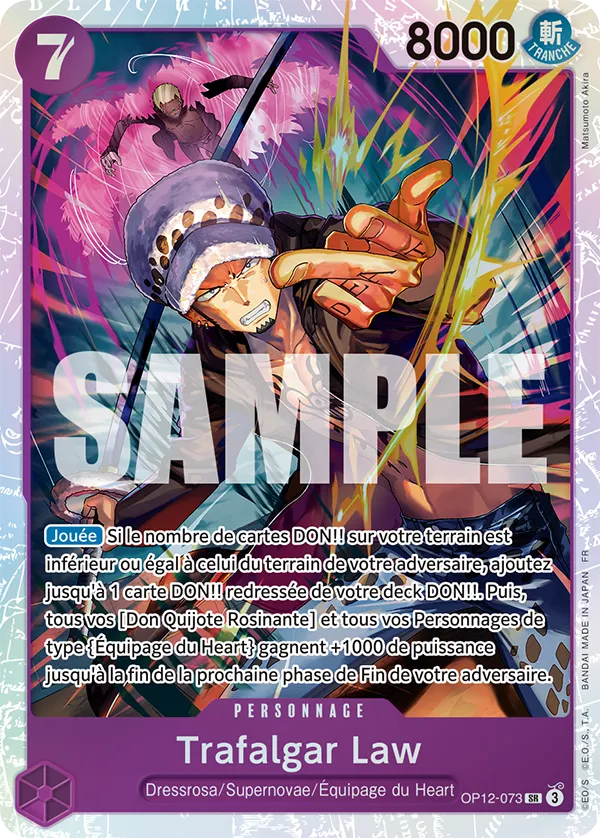 7
8000
斬
TRANCHE
Matsumoto Akira
SAMPLE
Jouée Si le nombre de cartes DON!! sur votre terrain est
inférieur ou égal à celui du terrain de votre adversaire, ajoutez
jusqu'à 1 carte DON!! redressée de votre deck DON!!. Puis,
tous vos [Don Quijote Rosinante] et tous vos Personnages de
type {Équipage du Heart} gagnent +1000 de puissance
jusqu'à la fin de la prochaine phase de Fin de votre adversaire.
PERSONNAGE
Trafalgar Law
Dressrosa/Supernovae/Équipage du Heart
OP12-073 SR 3
©E.O/S ©E.O./S., T.A. BANDAI MADE IN JAPAN FR